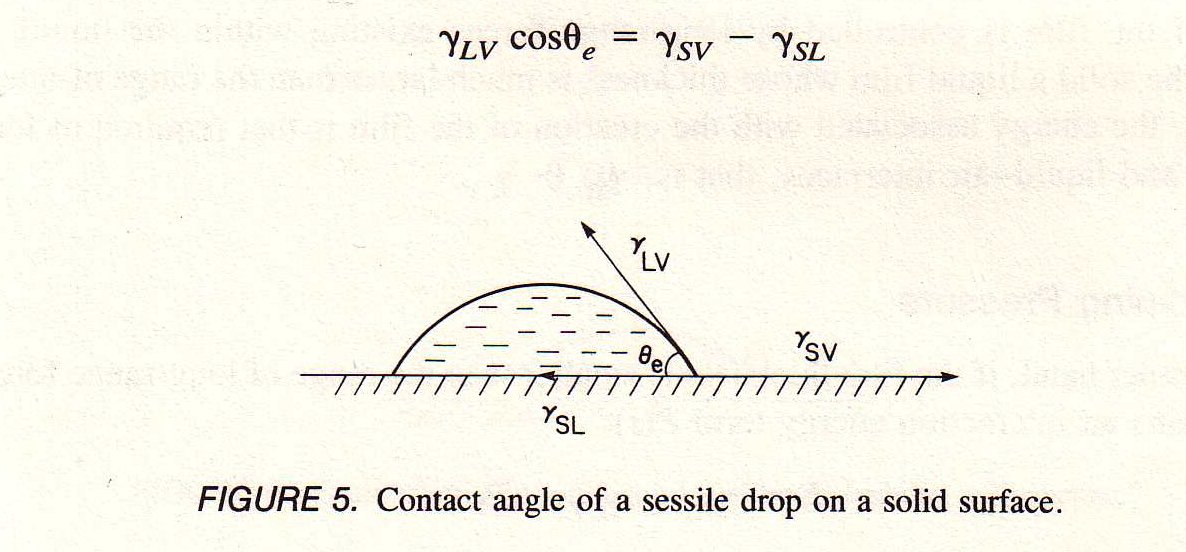 γLV cosθe = γSV − γSL
γLV
γSV
θe
γSL
FIGURE 5. Contact angle of a sessile drop on a solid surface.